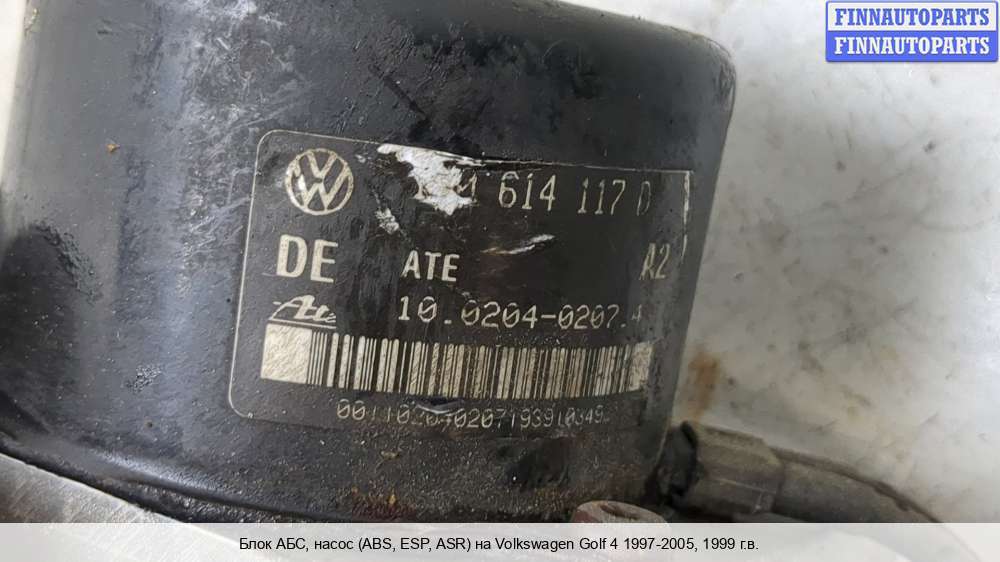 FINNAUTOPARTS
FINNAUTOPARTS
614 117 D
DE ATE A2
Ate 10.0204-0207.4
Блок АБС, насос (ABS, ESP, ASR) на Volkswagen Golf 4 1997-2005, 1999 г.в.